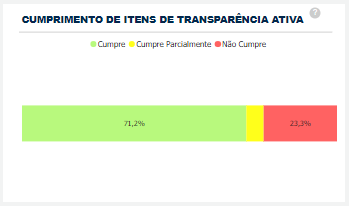 CUMPRIMENTO DE ITENS DE TRANSPARÊNCIA ATIVA ?
Cumpre Cumpre Parcialmente Não Cumpre
71,2% 23,3%